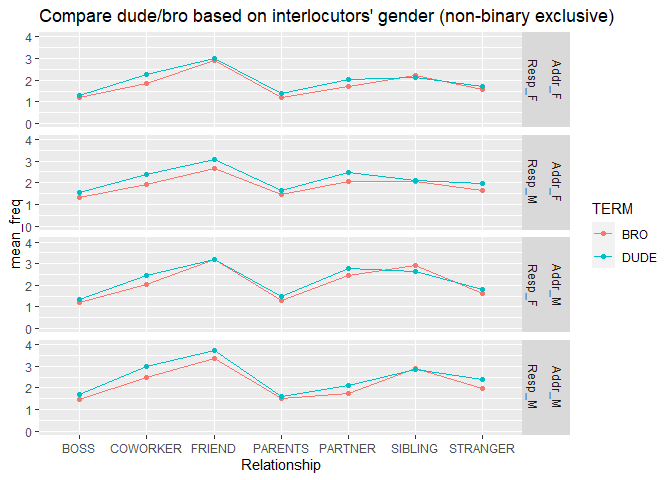 Compare dude/bro based on interlocutors' gender (non-binary exclusive)
4
3
2
1
0
Addr_F
Resp_F
4
3
2
1
0
Addr_F
Resp_M
4
3
2
1
0
Addr_M
Resp_F
4
3
2
1
0
Addr_M
Resp_M
mean_freq
BOSS COWORKER FRIEND PARENTS PARTNER SIBLING STRANGER
Relationship
TERM
BRO
DUDE